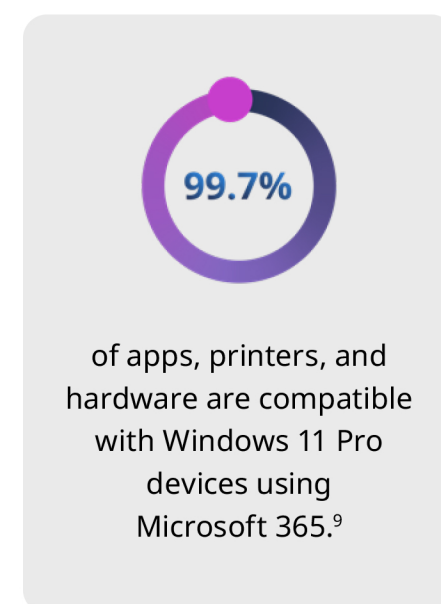 99.7%
of apps, printers, and
hardware are compatible
with Windows 11 Pro
devices using
Microsoft 365.⁹